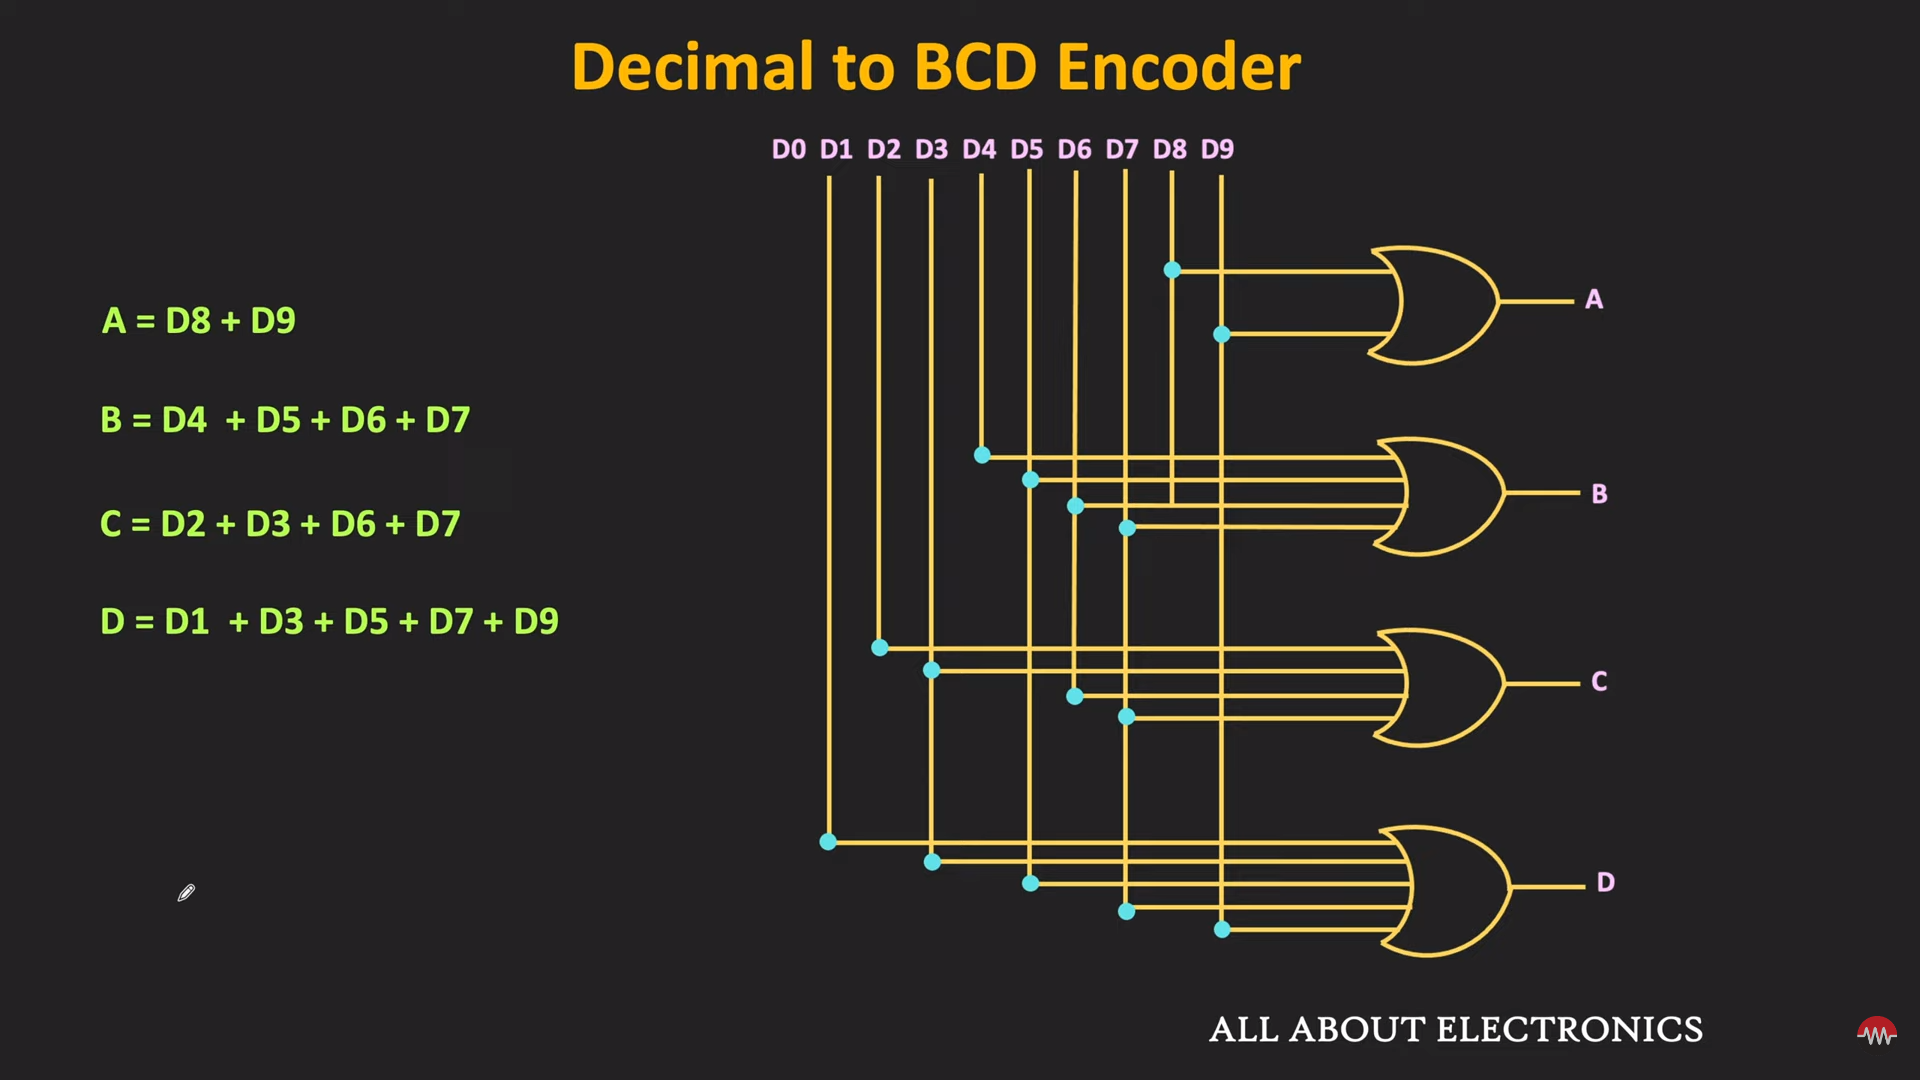 Decimal to BCD Encoder
D0 D1 D2 D3 D4 D5 D6 D7 D8 D9
A = D8 + D9
A
B = D4 + D5 + D6 + D7
B
C = D2 + D3 + D6 + D7
C
D = D1 + D3 + D5 + D7 + D9
D
ALL ABOUT ELECTRONICS